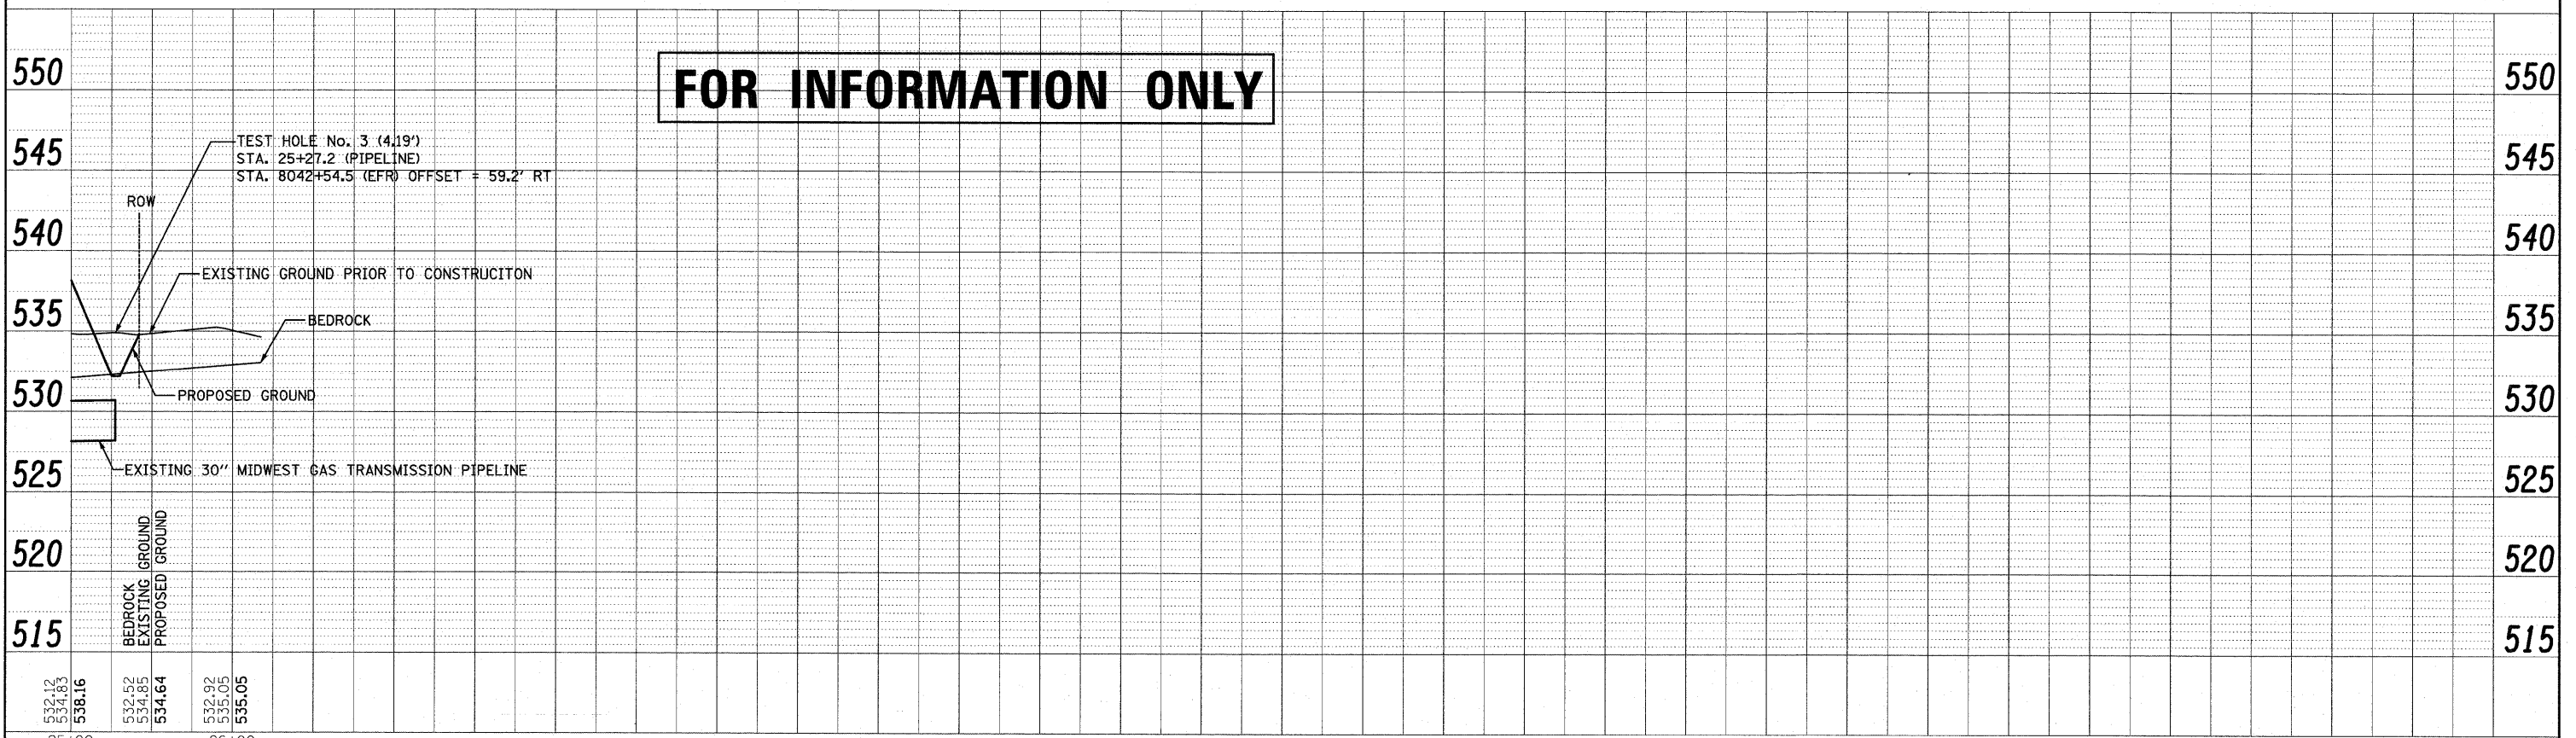 FOR INFORMATION ONLY
550 550
TEST HOLE No. 3 (4.19')
545 545
STA. 25+27.2 (PIPELINE)
STA. 8042+54.5 (EFR) OFFSET = 59.2' RT
ROW
540 540
EXISTING GROUND PRIOR TO CONSTRUCITON
535 535
BEDROCK
530 530
PROPOSED GROUND
EXISTING 30" MIDWEST GAS TRANSMISSION PIPELINE
525 525
520 520
BEDROCK
EXISTING GROUND
PROPOSED GROUND
515 515
532.12
534.83
538.16
532.52
534.85
534.64
532.92
535.05
535.05